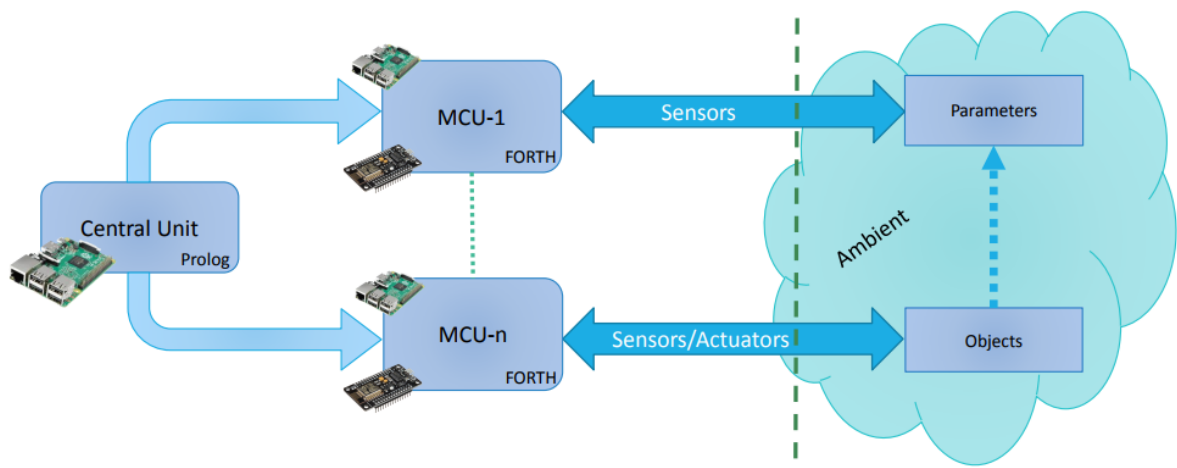 MCU-1
FORTH
Sensors
Parameters
Central Unit
Prolog
Ambient
MCU-n
FORTH
Sensors/Actuators
Objects